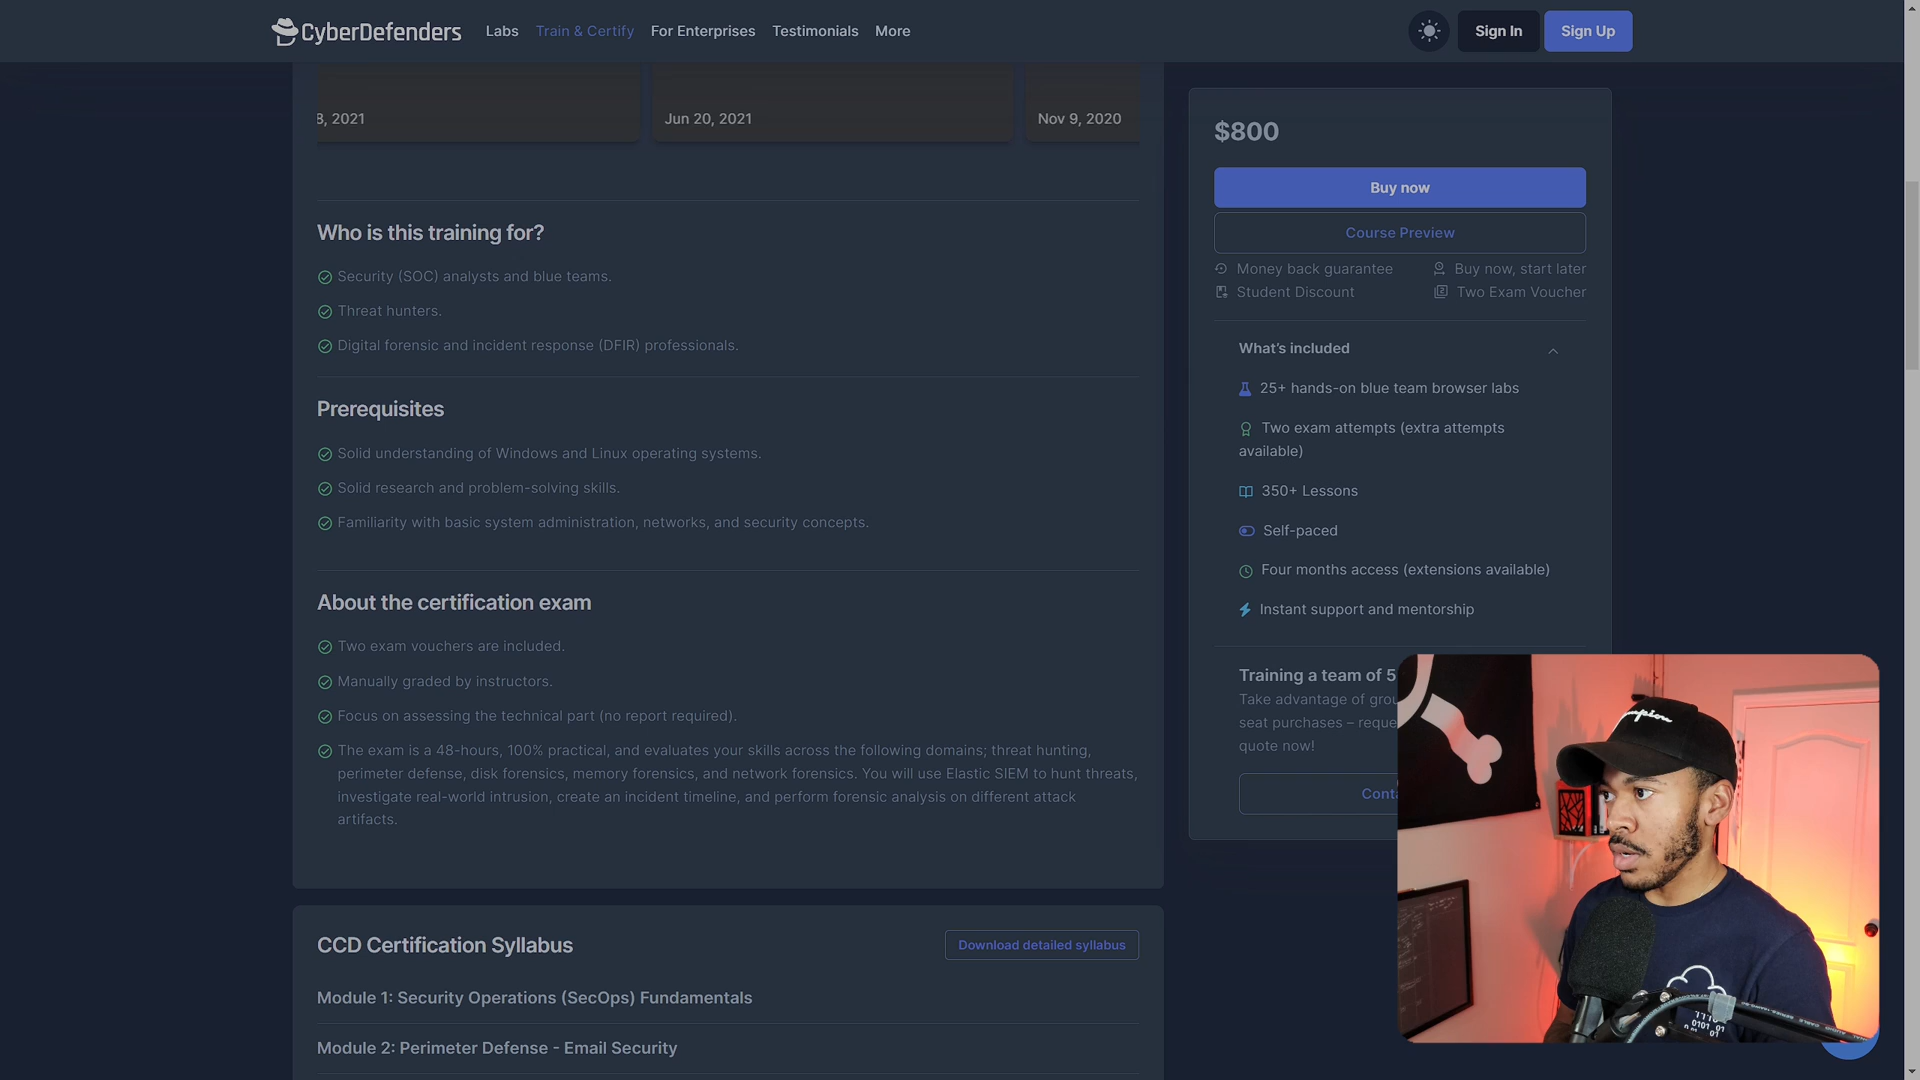 CyberDefenders
Labs
Train & Certify
For Enterprises
Testimonials
More
Sign In
Sign Up
8, 2021
Jun 20, 2021
Nov 9, 2020
Who is this training for?
Security (SOC) analysts and blue teams.
Threat hunters.
Digital forensic and incident response (DFIR) professionals.
Prerequisites
Solid understanding of Windows and Linux operating systems.
Solid research and problem-solving skills.
Familiarity with basic system administration, networks, and security concepts.
About the certification exam
Two exam vouchers are included.
Manually graded by instructors.
Focus on assessing the technical part (no report required).
The exam is a 48-hours, 100% practical, and evaluates your skills across the following domains; threat hunting,
perimeter defense, disk forensics, memory forensics, and network forensics. You will use Elastic SIEM to hunt threats,
investigate real-world intrusion, create an incident timeline, and perform forensic analysis on different attack
artifacts.
CCD Certification Syllabus
Download detailed syllabus
Module 1: Security Operations (SecOps) Fundamentals
Module 2: Perimeter Defense - Email Security
$800
Buy now
Course Preview
Money back guarantee
Buy now, start later
Student Discount
Two Exam Voucher
What's included
25+ hands-on blue team browser labs
Two exam attempts (extra attempts
available)
350+ Lessons
Self-paced
Four months access (extensions available)
Instant support and mentorship
Training a team of 5
Take advantage of grou
seat purchases – reque
quote now!
Conta
Champion